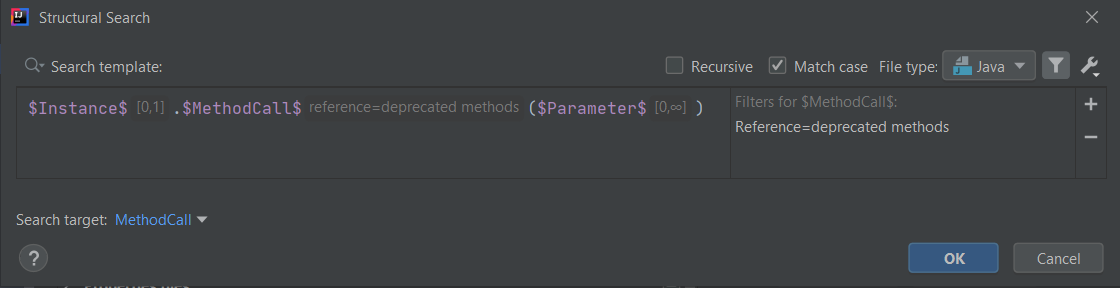 Structural Search
Search template:
Recursive
Match case
File type:
Java
$Instance$ [0,1] .$MethodCall$ reference=deprecated methods ($Parameter$ [0,∞] )
Filters for $MethodCall$:
Reference=deprecated methods
Search target: MethodCall
?
OK
Cancel